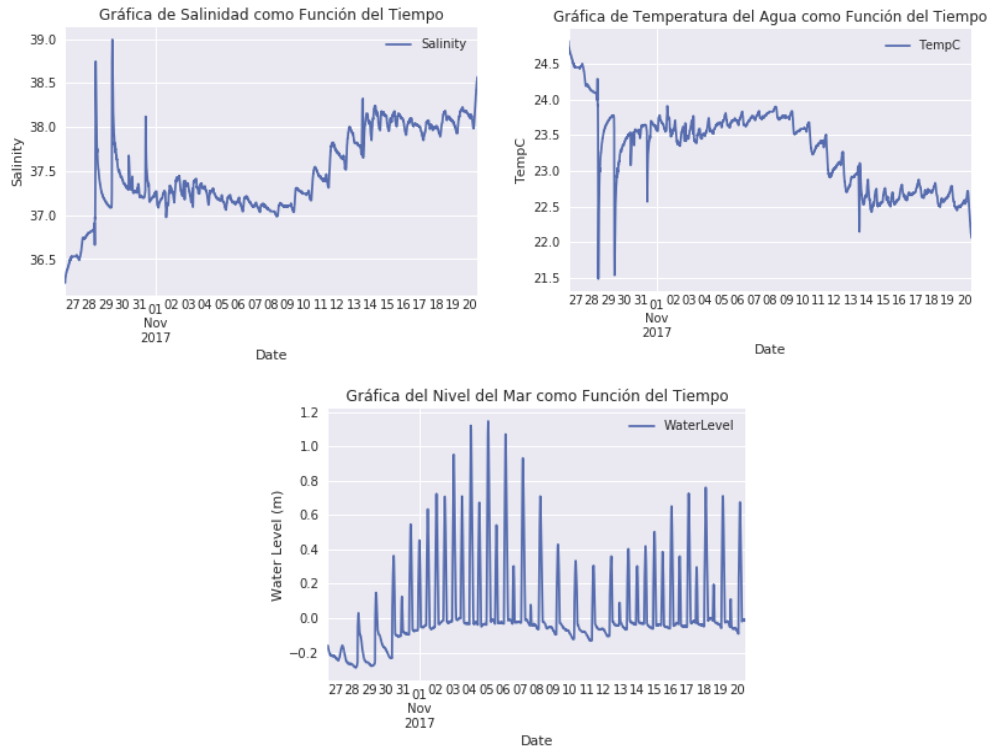 Gráfica de Salinidad como Función del Tiempo
Salinity
39.0
38.5
38.0
37.5
37.0
36.5
Salinity
27 28 29 30 31 01 02 03 04 05 06 07 08 09 10 11 12 13 14 15 16 17 18 19 20
Nov
2017
Date
Gráfica de Temperatura del Agua como Función del Tiempo
TempC
24.5
24.0
23.5
23.0
22.5
22.0
21.5
TempC
27 28 29 30 31 01 02 03 04 05 06 07 08 09 10 11 12 13 14 15 16 17 18 19 20
Nov
2017
Date
Gráfica del Nivel del Mar como Función del Tiempo
WaterLevel
1.2
1.0
0.8
0.6
0.4
0.2
0.0
−0.2
Water Level (m)
27 28 29 30 31 01 02 03 04 05 06 07 08 09 10 11 12 13 14 15 16 17 18 19 20
Nov
2017
Date